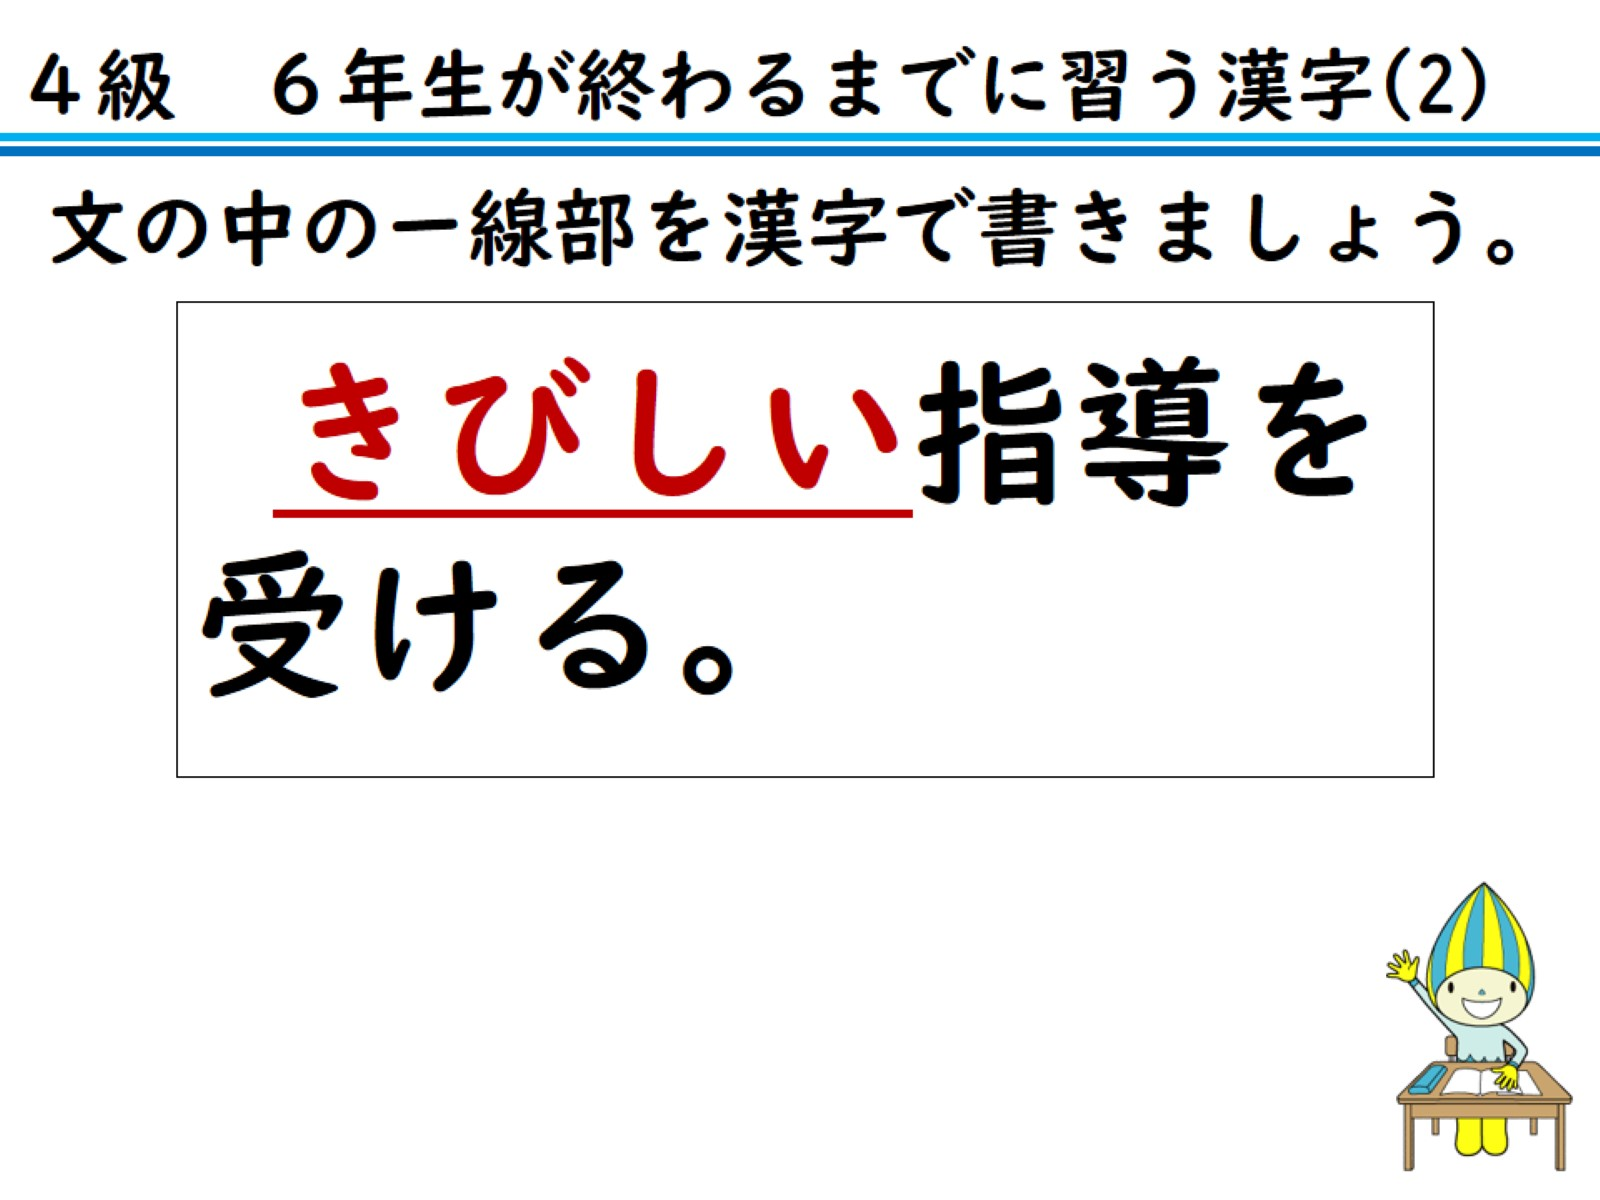 ４級　６年生が終わるまでに習う漢字(2)
文の中の―線部を漢字で書きましょう。
きびしい指導を
受ける。